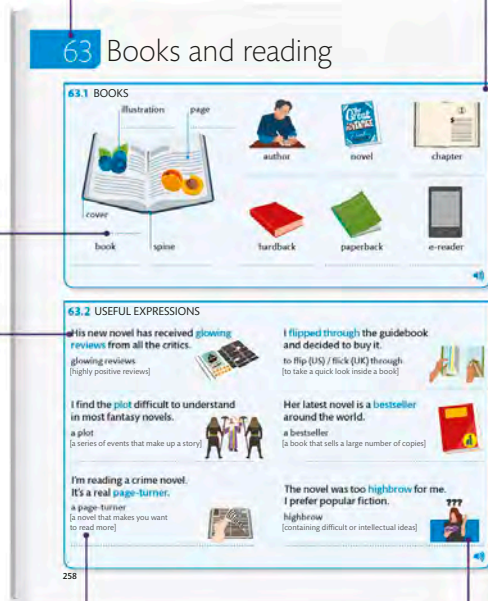 63 Books and reading
63.1 BOOKS
illustration
page
cover
book
spine
author
novel
chapter
The Great
hardback
paperback
e-reader
63.2 USEFUL EXPRESSIONS
His new novel has received glowing
reviews from all the critics.
glowing reviews
[highly positive reviews]
I flipped through the guidebook
and decided to buy it.
to flip (US) / flick (UK) through
[to take a quick look inside a book]
I find the plot difficult to understand
in most fantasy novels.
a plot
[a series of events that make up a story]
Her latest novel is a bestseller
around the world.
a bestseller
[a book that sells a large number of copies]
I'm reading a crime novel.
It's a real page-turner.
a page-turner
[a novel that makes you want
to read more]
The novel was too highbrow for me.
I prefer popular fiction.
highbrow
[containing difficult or intellectual ideas]
???
258